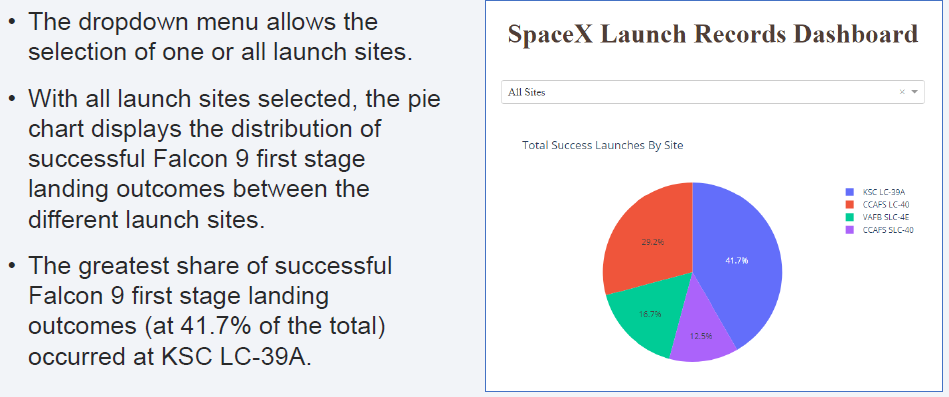 • The dropdown menu allows the
selection of one or all launch sites.
• With all launch sites selected, the pie
chart displays the distribution of
successful Falcon 9 first stage
landing outcomes between the
different launch sites.
• The greatest share of successful
Falcon 9 first stage landing
outcomes (at 41.7% of the total)
occurred at KSC LC-39A.
SpaceX Launch Records Dashboard
All Sites
×
Total Success Launches By Site
KSC LC-39A
CCAFS LC-40
VAFB SLC-4E
CCAFS SLC-40
29.2%
41.7%
16.7%
12.5%